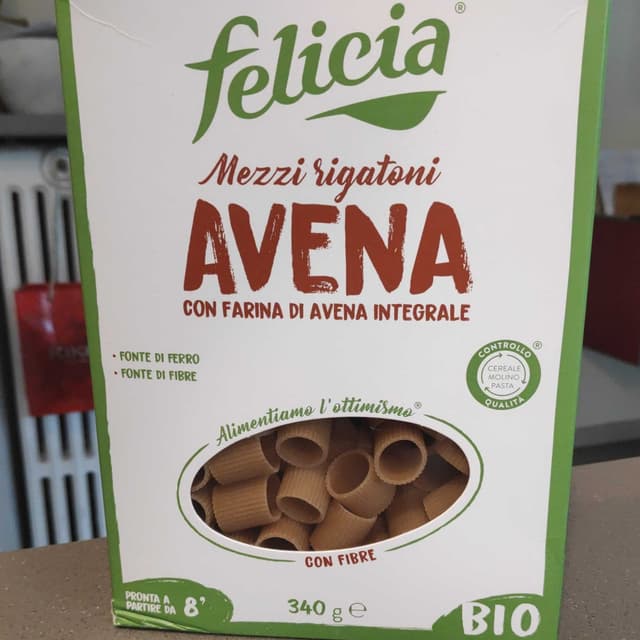 felicia®
Mezzi rigatoni
AVENA
CON FARINA DI AVENA INTEGRALE
• FONTE DI FERRO
• FONTE DI FIBRE
CONTROLLO®
CEREALE
MOLINO
PASTA
QUALITÀ
Alimentiamo l'ottimismo®
CON FIBRE
PRONTA A
PARTIRE DA 8'
340 g ℮
BIO